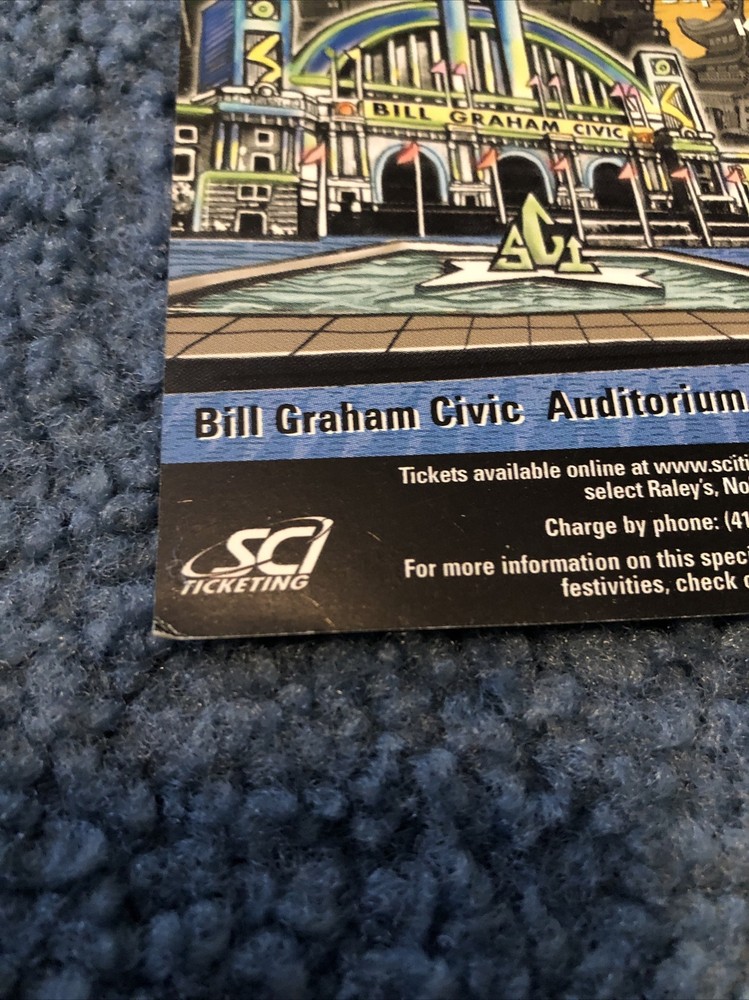 BILL GRAHAM CIVIC
SCI
Bill Graham Civic Auditorium,
Tickets available online at www.sciti
select Raley's, No
Charge by phone: (41
For more information on this spec
festivities, check
SCI
TICKETING